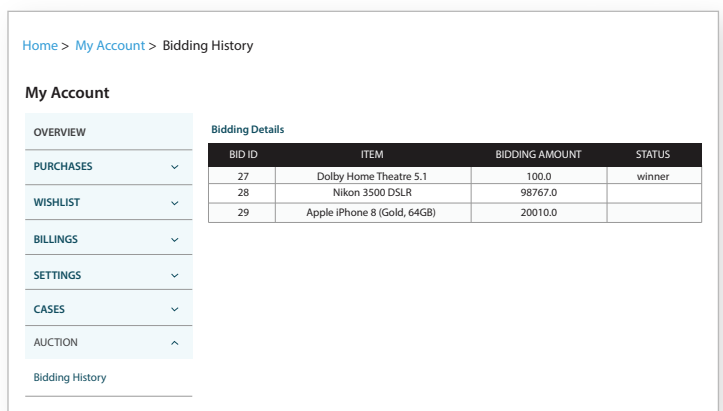 Home > My Account > Bidding History
My Account
OVERVIEW
PURCHASES
WISHLIST
BILLINGS
SETTINGS
CASES
AUCTION
Bidding History
Bidding Details
BID ID ITEM BIDDING AMOUNT STATUS
27 Dolby Home Theatre 5.1 100.0 winner
28 Nikon 3500 DSLR 98767.0
29 Apple iPhone 8 (Gold, 64GB) 20010.0